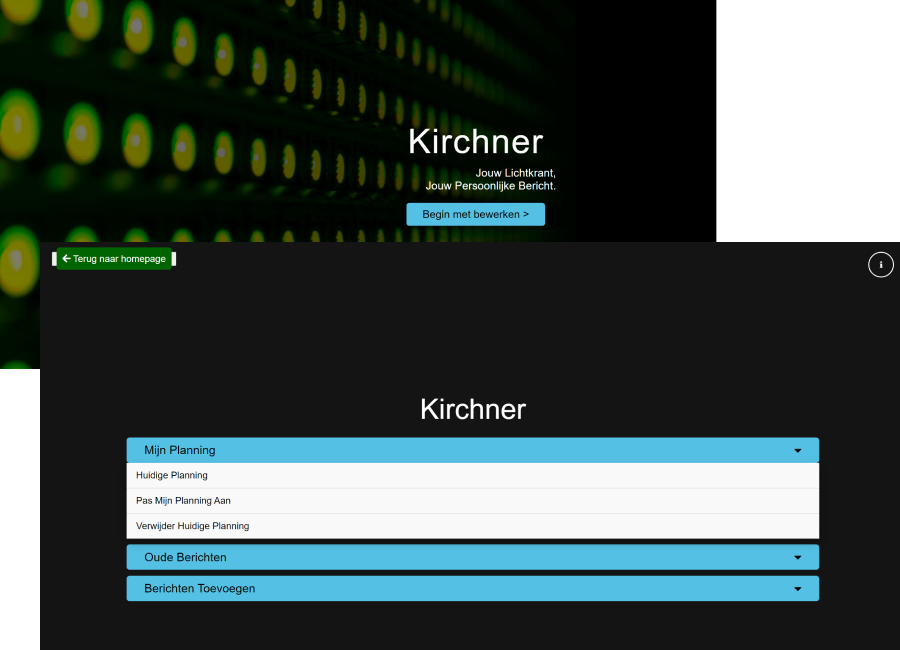 Kirchner
Jouw Lichtkrant,
Jouw Persoonlijke Bericht.
Begin met bewerken >
Terug naar homepage
i
Kirchner
Mijn Planning
Huidige Planning
Pas Mijn Planning Aan
Verwijder Huidige Planning
Oude Berichten
Berichten Toevoegen